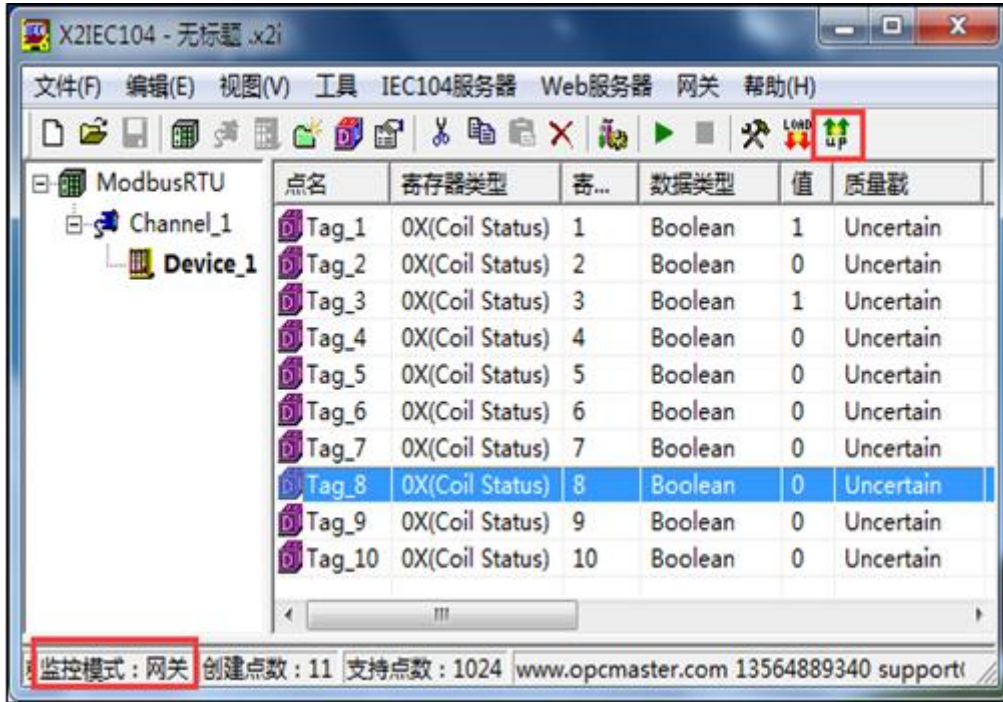 X2IEC104 - 无标题 .x2i
文件(F) 编辑(E) 视图(V) 工具 IEC104服务器 Web服务器 网关 帮助(H)
LOAD UP
ModbusRTU
Channel_1
Device_1
点名 寄存器类型 寄... 数据类型 值 质量戳
Tag_1 0X(Coil Status) 1 Boolean 1 Uncertain
Tag_2 0X(Coil Status) 2 Boolean 0 Uncertain
Tag_3 0X(Coil Status) 3 Boolean 1 Uncertain
Tag_4 0X(Coil Status) 4 Boolean 0 Uncertain
Tag_5 0X(Coil Status) 5 Boolean 0 Uncertain
Tag_6 0X(Coil Status) 6 Boolean 0 Uncertain
Tag_7 0X(Coil Status) 7 Boolean 0 Uncertain
Tag_8 0X(Coil Status) 8 Boolean 0 Uncertain
Tag_9 0X(Coil Status) 9 Boolean 0 Uncertain
Tag_10 0X(Coil Status) 10 Boolean 0 Uncertain
监控模式：网关 创建点数：11 支持点数：1024 www.opcmaster.com 13564889340 support(